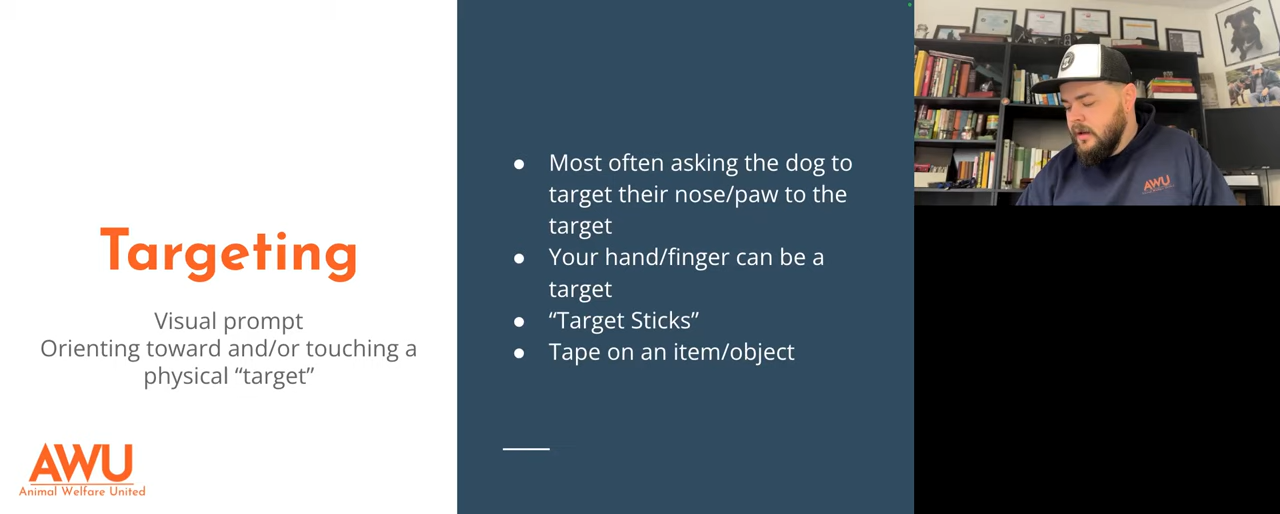 Targeting
Visual prompt
Orienting toward and/or touching a
physical “target”
AWU
Animal Welfare United
● Most often asking the dog to
target their nose/paw to the
target
● Your hand/finger can be a
target
● “Target Sticks”
● Tape on an item/object
AWU